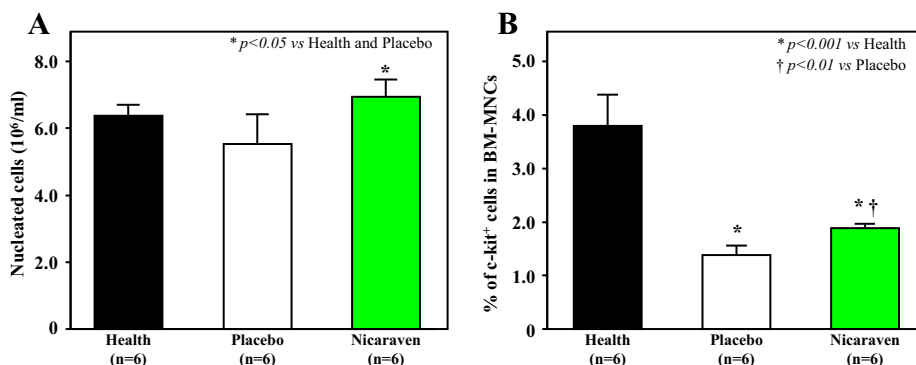 A
* p<0.05 vs Health and Placebo
Nucleated cells (10⁶/ml)
8.0
6.0
4.0
2.0
0
*
Health
(n=6)
Placebo
(n=6)
Nicaraven
(n=6)
B
* p<0.001 vs Health
† p<0.01 vs Placebo
% of c-kit⁺ cells in BM-MNCs
5.0
4.0
3.0
2.0
1.0
0
*
* †
Health
(n=6)
Placebo
(n=6)
Nicaraven
(n=6)